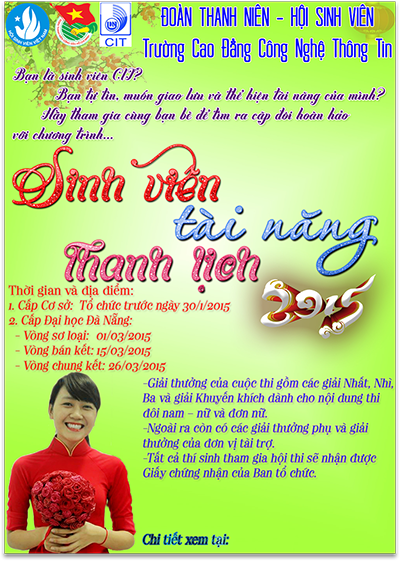 ĐOÀN THANH NIÊN - HỘI SINH VIÊN
CIT
Trường Cao Đẳng Công Nghệ Thông Tin
Bạn là sinh viên CIT?
Bạn tự tin, muốn giao lưu và thể hiện tài năng của mình?
Hãy tham gia cùng bạn bè để tìm ra cặp đôi hoàn hảo
với chương trình...
Sinh viên
tài năng
Thanh lịch
2015
Thời gian và địa điểm:
1. Cấp Cơ sở: Tổ chức trước ngày 30/1/2015
2. Cấp Đại học Đà Nẵng:
- Vòng sơ loại: 01/03/2015
- Vòng bán kết: 15/03/2015
- Vòng chung kết: 26/03/2015
-Giải thưởng của cuộc thi gồm các giải Nhất, Nhì,
Ba và giải Khuyến khích dành cho nội dung thi
đôi nam – nữ và đơn nữ.
-Ngoài ra còn có các giải thưởng phụ và giải
thưởng của đơn vị tài trợ.
-Tất cả thí sinh tham gia hội thi sẽ nhận được
Giấy chứng nhận của Ban tổ chức.
Chi tiết xem tại: